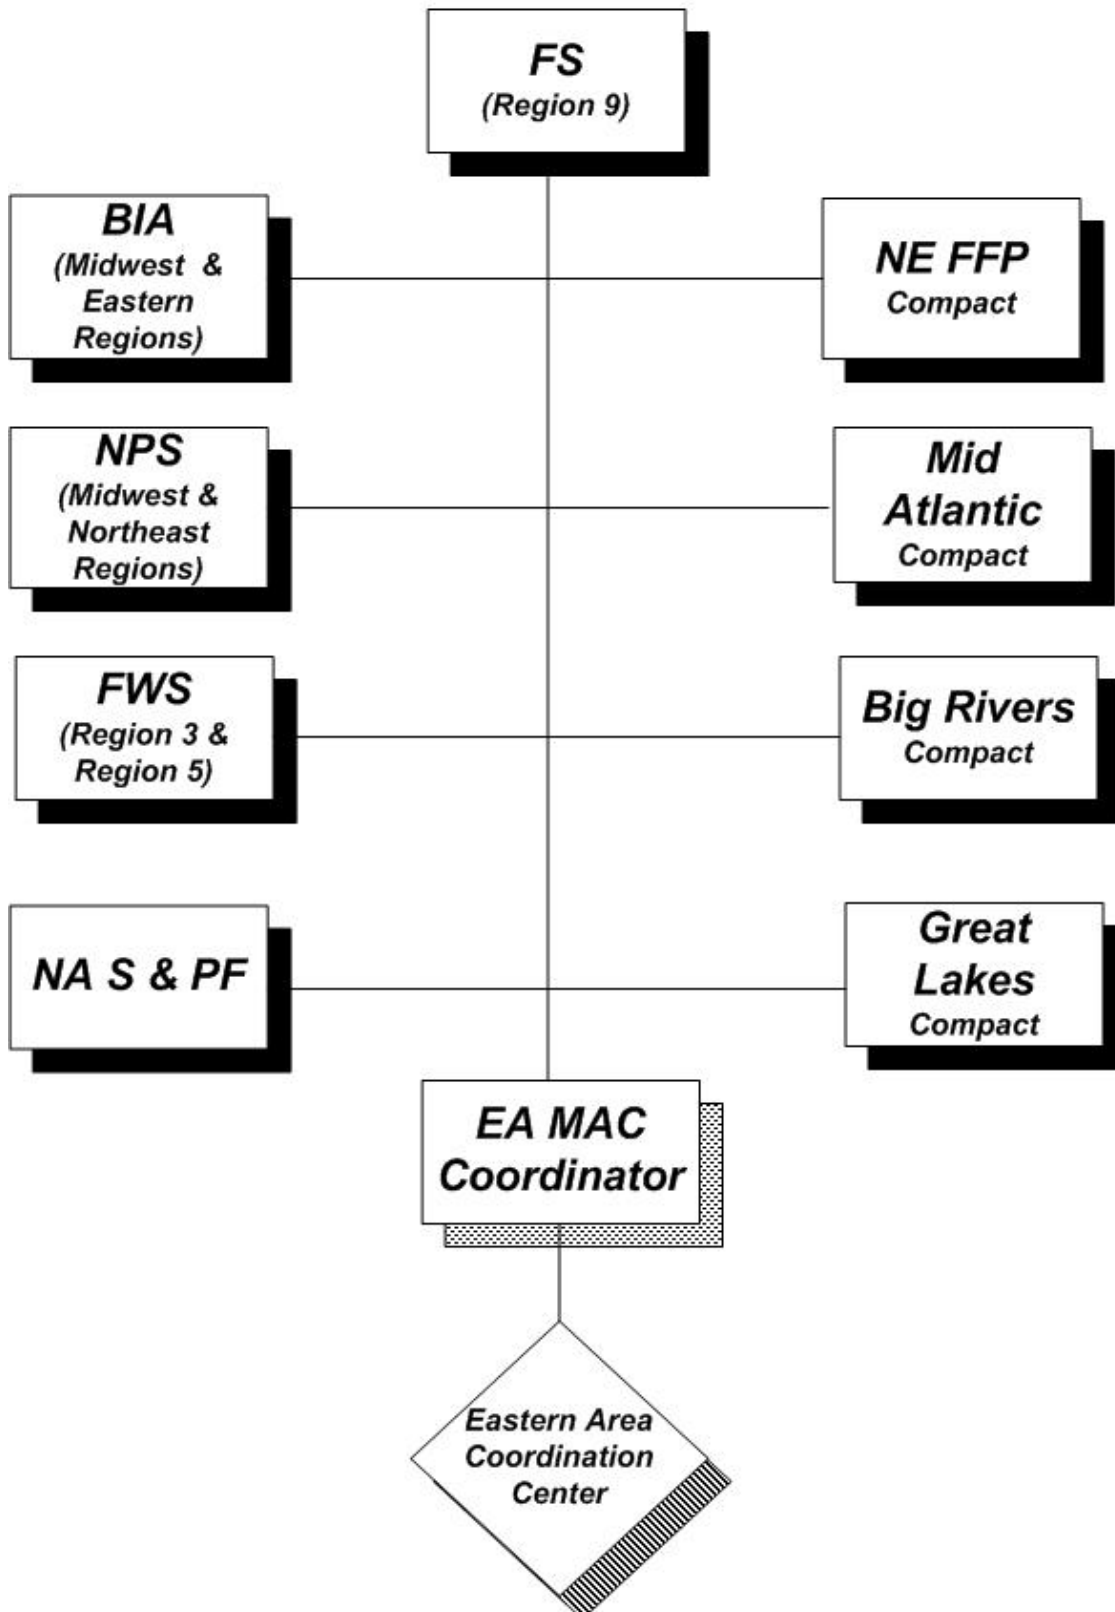 FS
(Region 9)
BIA
(Midwest & 
Eastern
Regions)
NE FFP
Compact
NPS
(Midwest &
Northeast
Regions)
Mid
Atlantic
Compact
FWS
(Region 3 &
Region 5)
Big Rivers
Compact
NA S & PF
Great
Lakes
Compact
EA MAC
Coordinator
Eastern Area
Coordination
Center